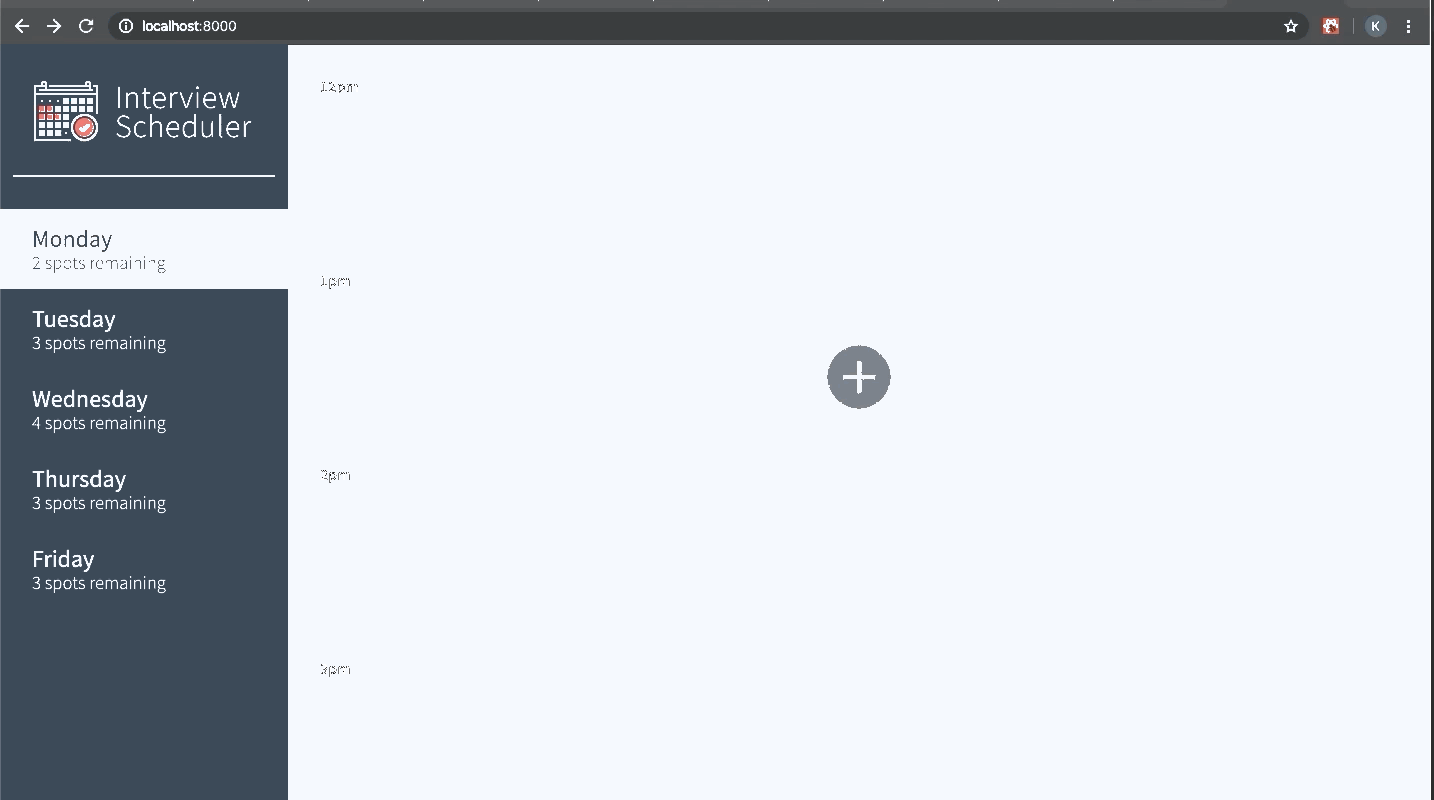 localhost:8000
K
Interview
Scheduler
Monday
2 spots remaining
Tuesday
3 spots remaining
Wednesday
4 spots remaining
Thursday
3 spots remaining
Friday
3 spots remaining
12pm
1pm
2pm
3pm